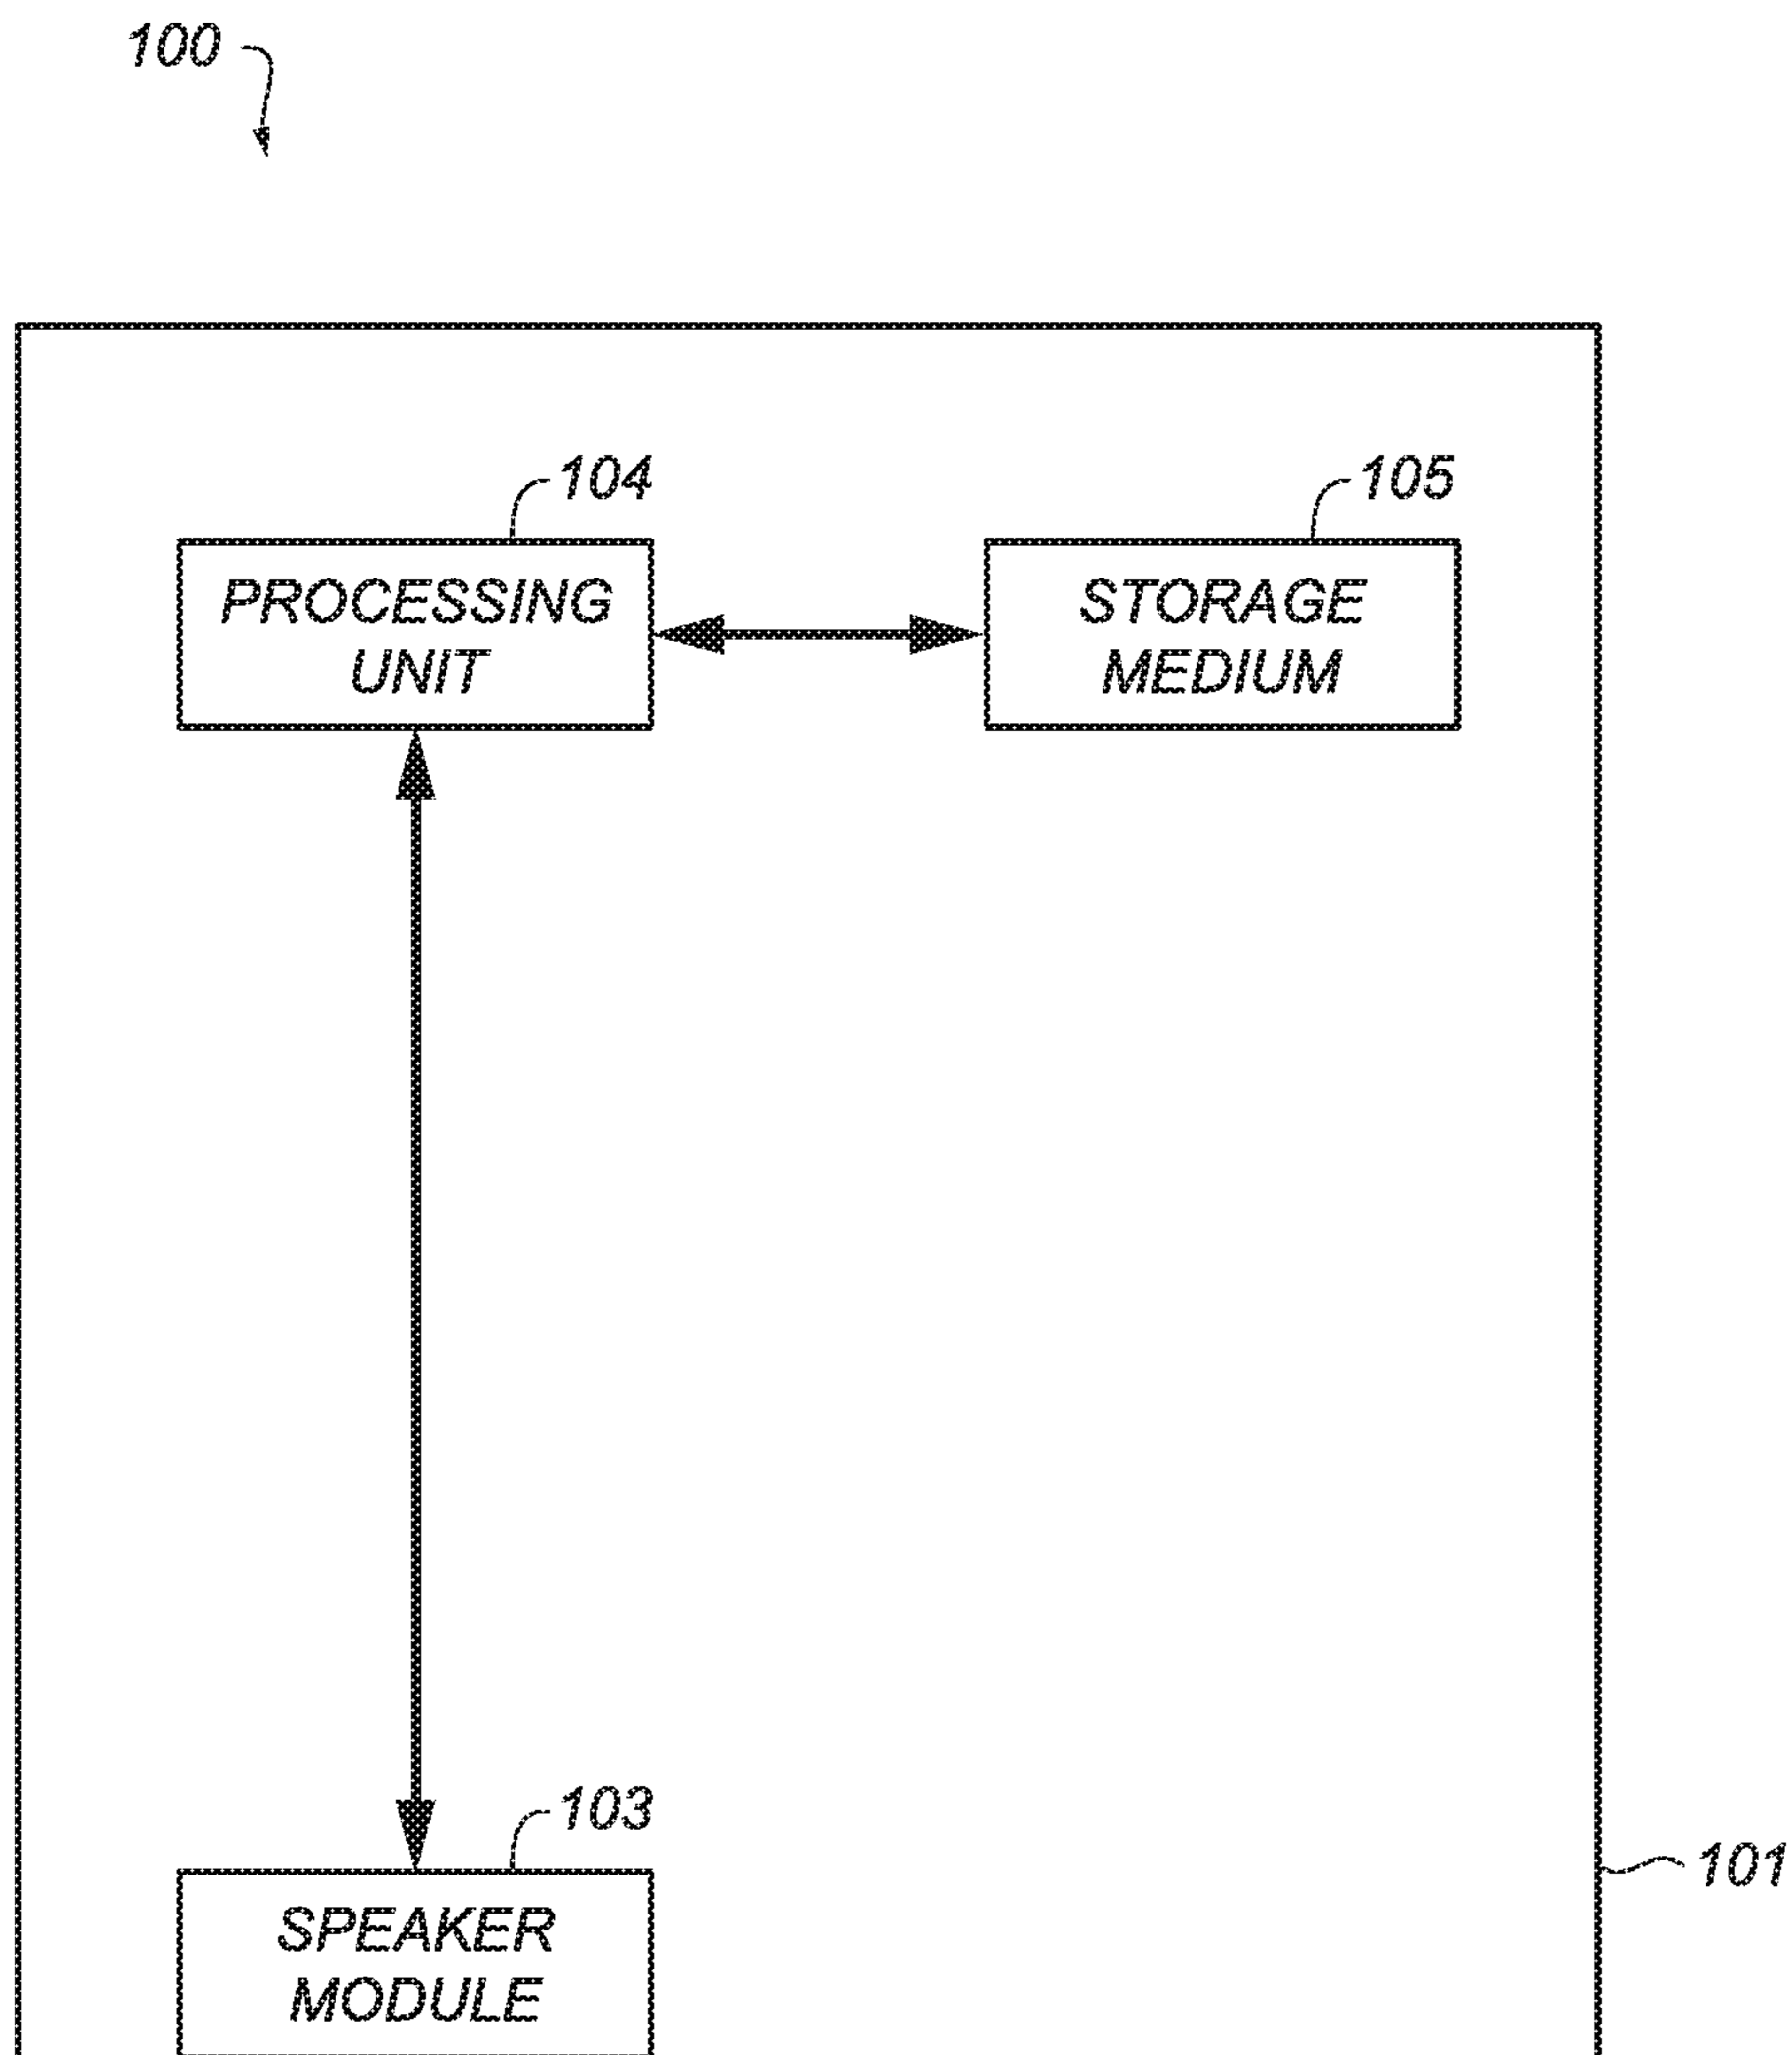 100
104
105
PROCESSING
UNIT
STORAGE
MEDIUM
103
101
SPEAKER
MODULE